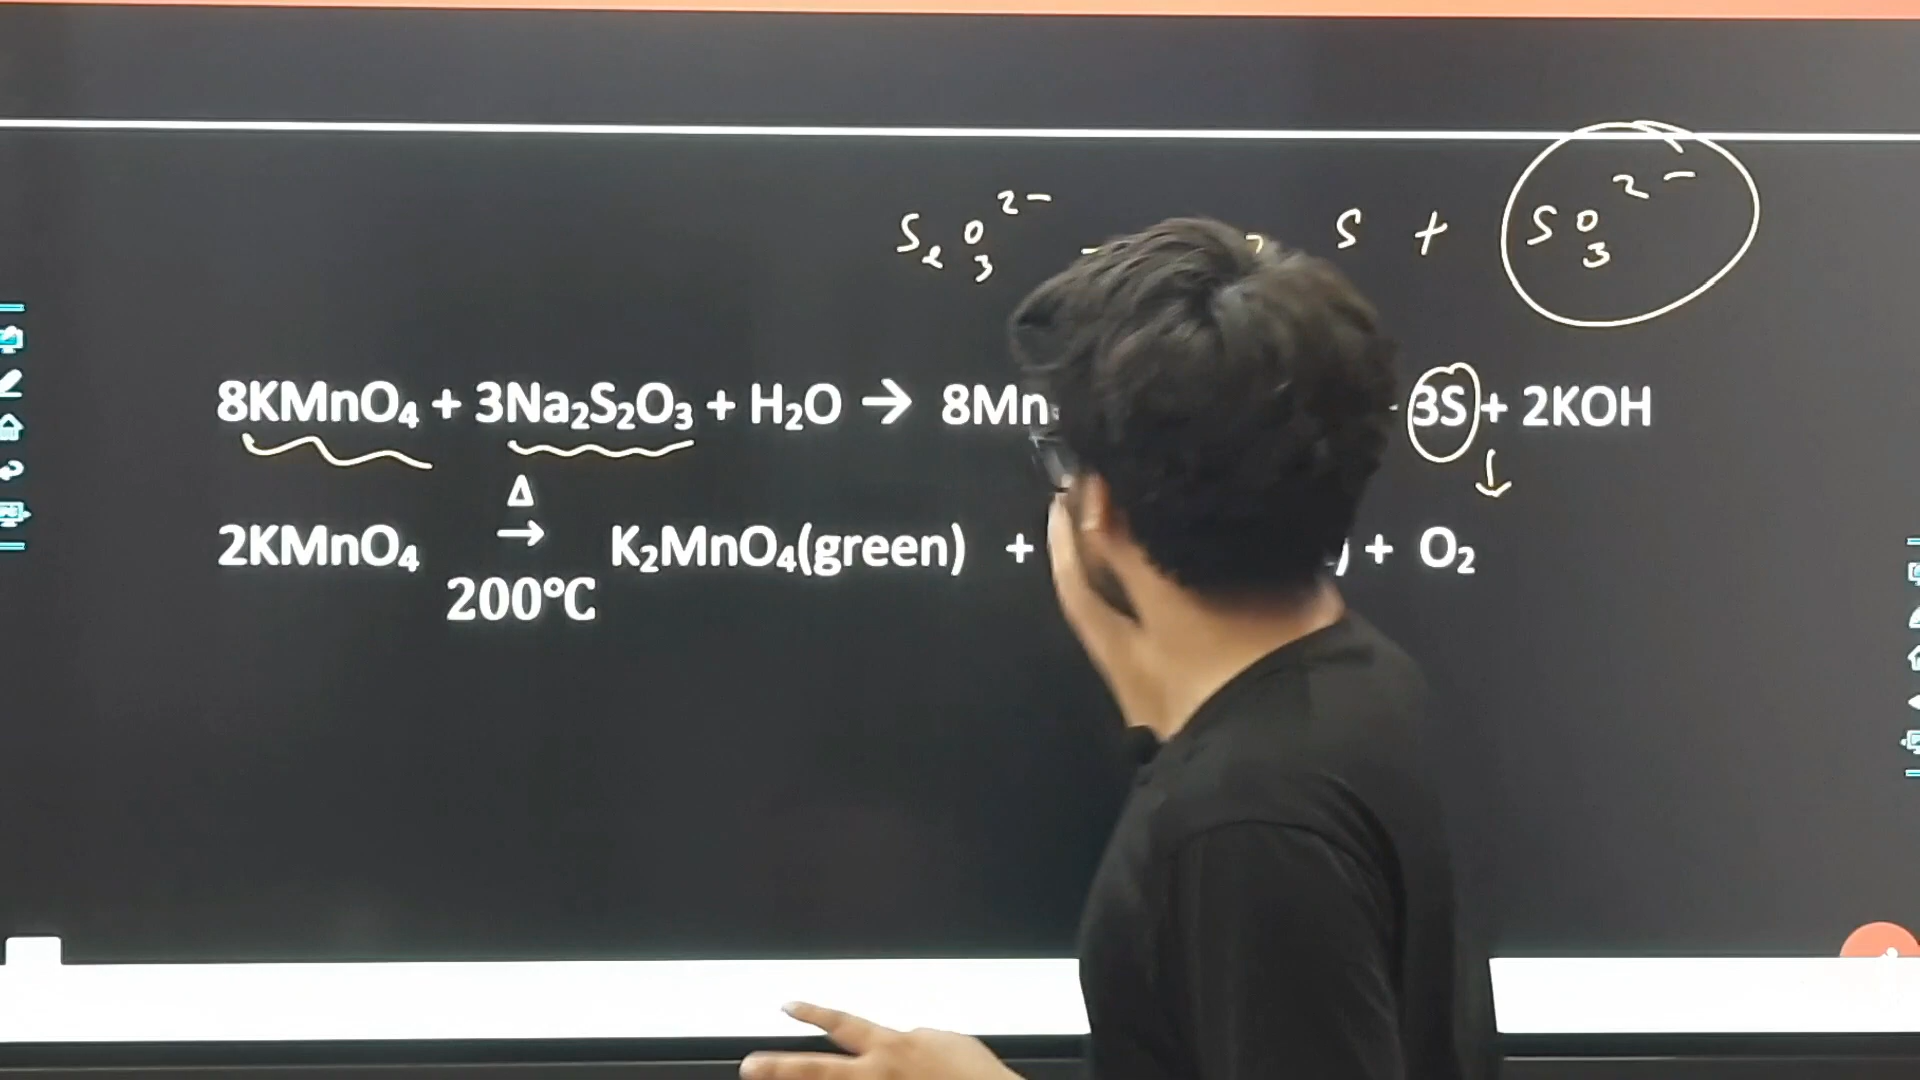 S₂O₃²⁻ → S + SO₃²⁻
8KMnO₄ + 3Na₂S₂O₃ + H₂O → 8Mn 3S + 2KOH
Δ
2KMnO₄ → K₂MnO₄(green) + ) + O₂
200°C